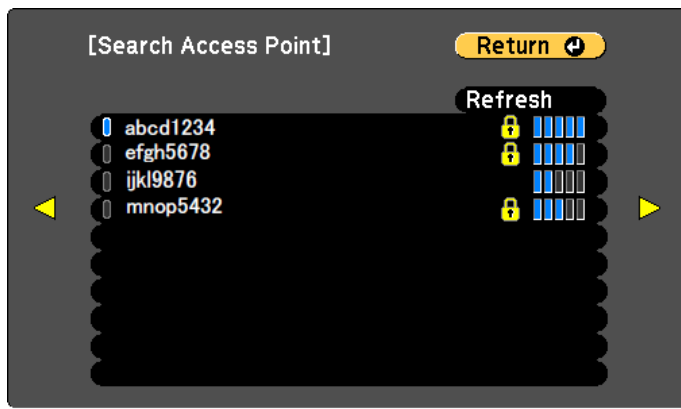 [Search Access Point]
Return
Refresh
abcd1234
efgh5678
ijkl9876
mnop5432